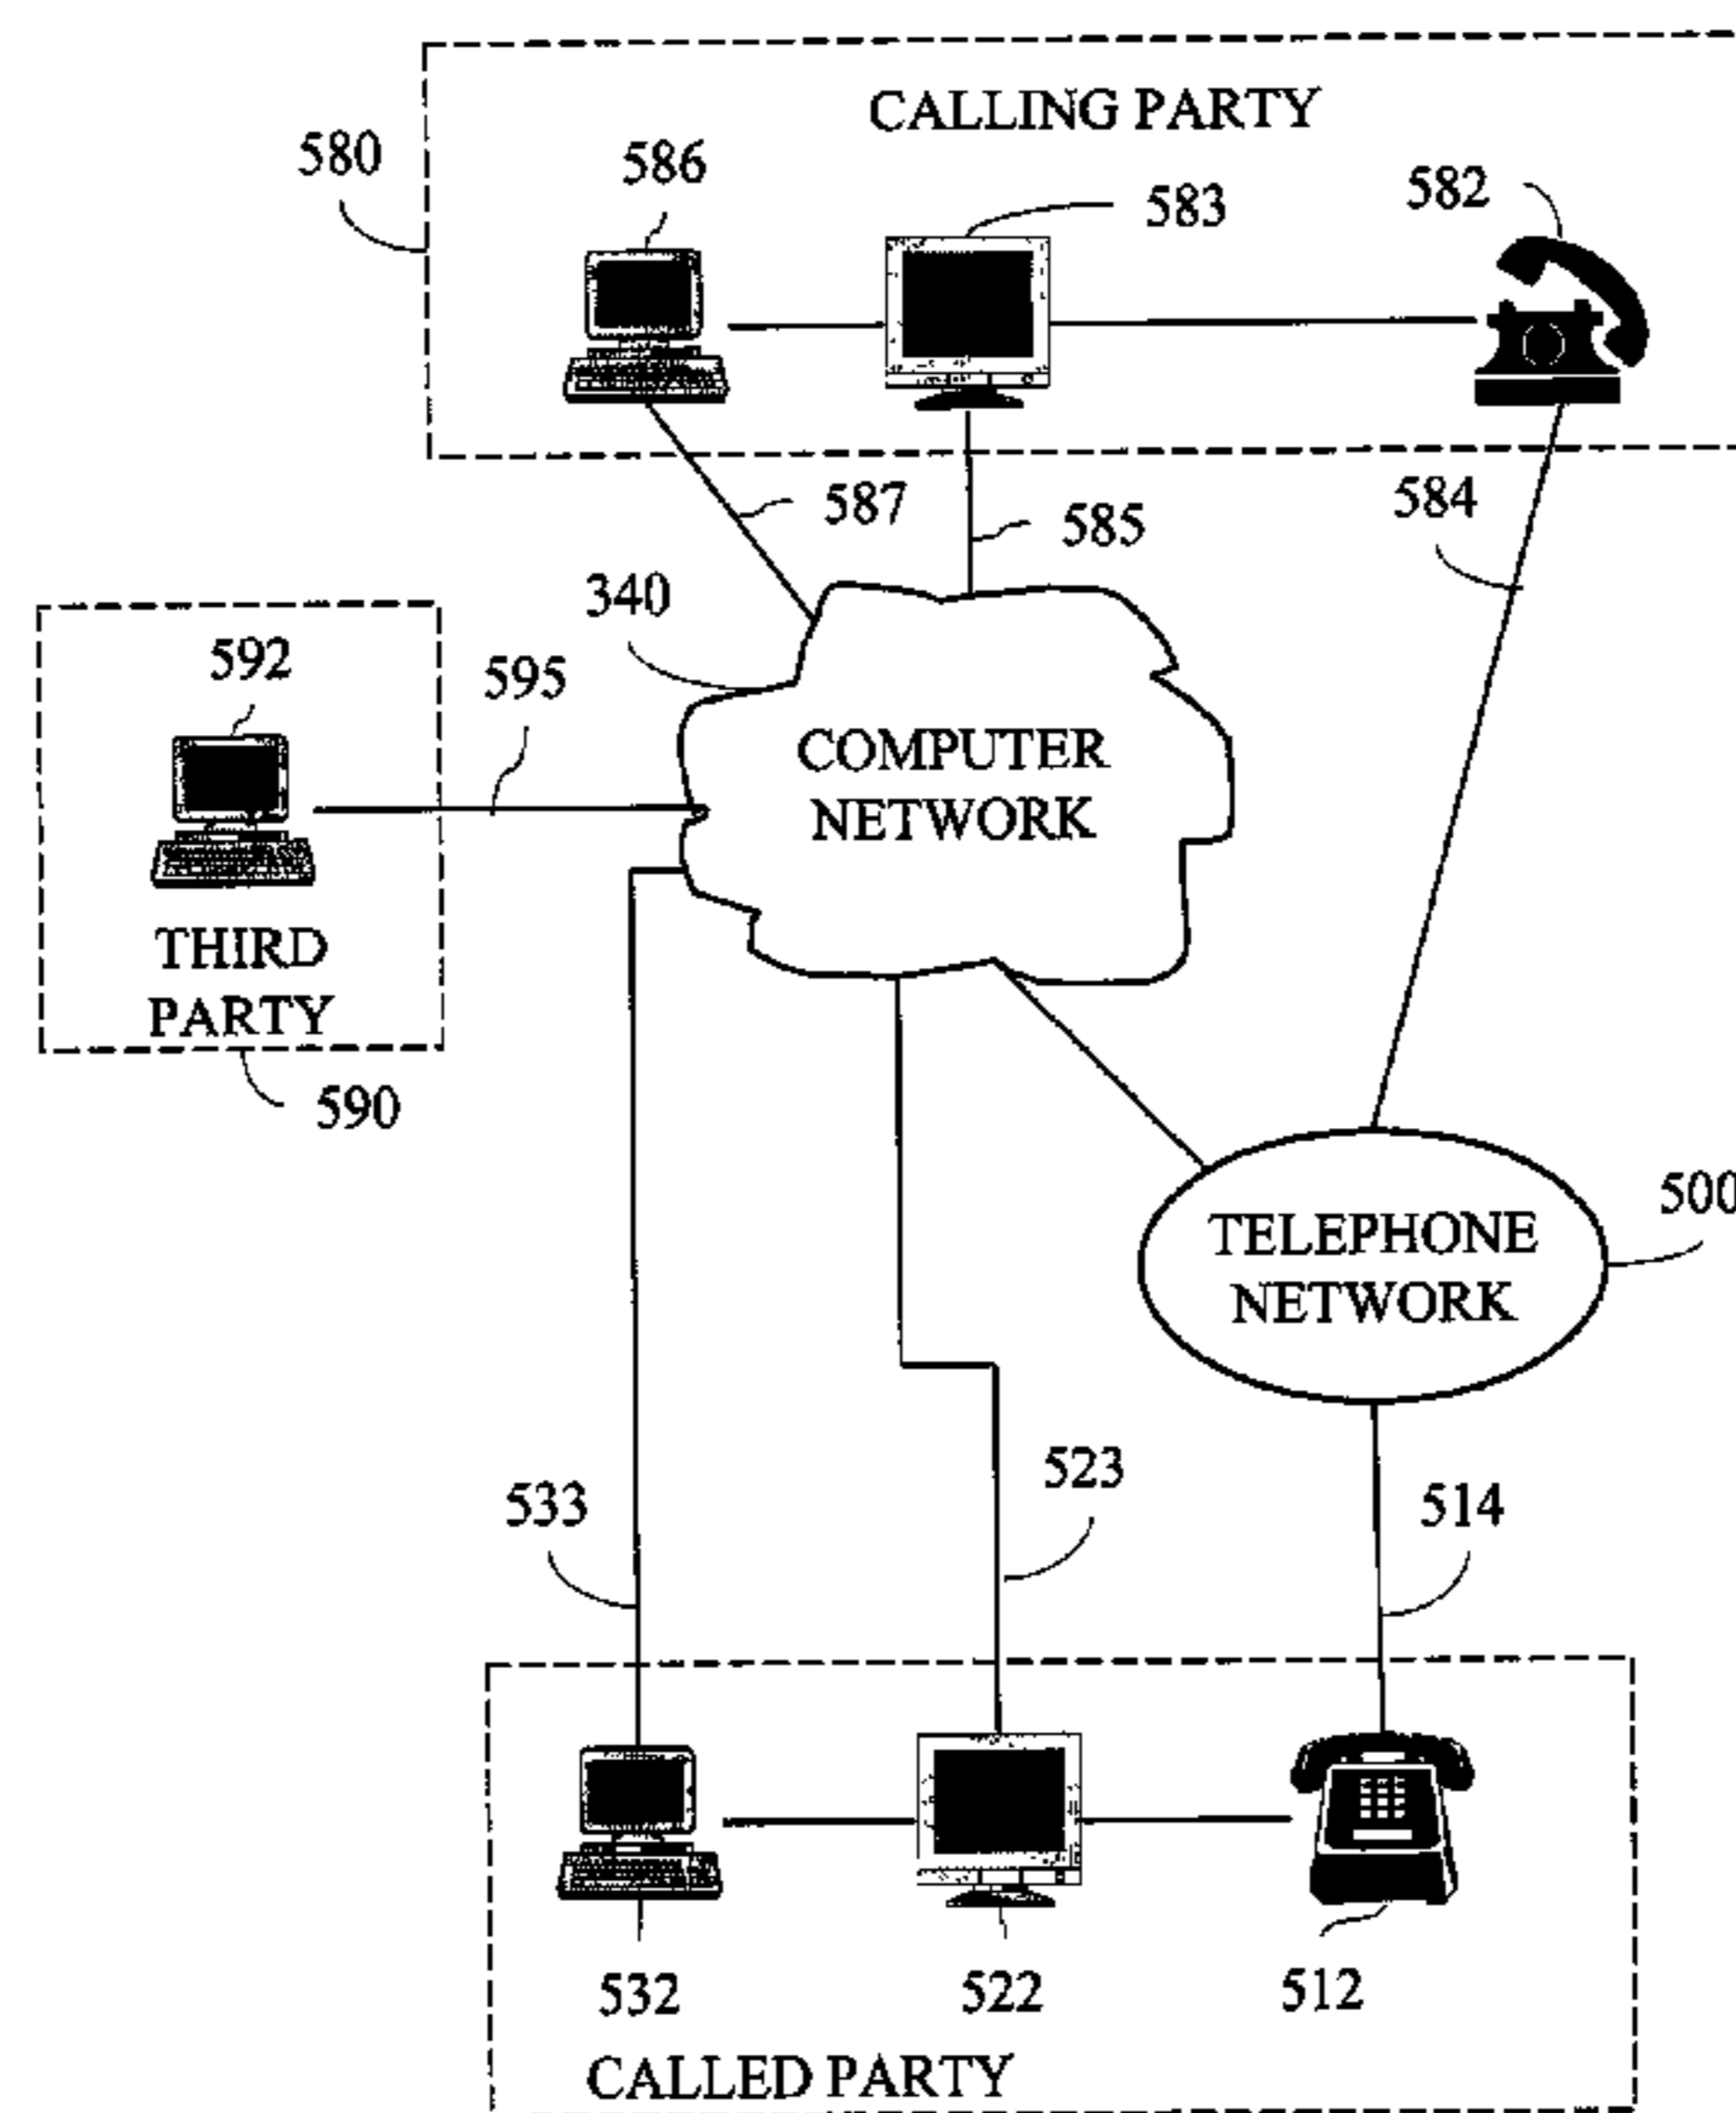 CALLING PARTY
580
586
583
582
587
585
584
340
592
595
COMPUTER
NETWORK
THIRD
PARTY
590
500
TELEPHONE
NETWORK
523
533
514
532
522
512
CALLED PARTY